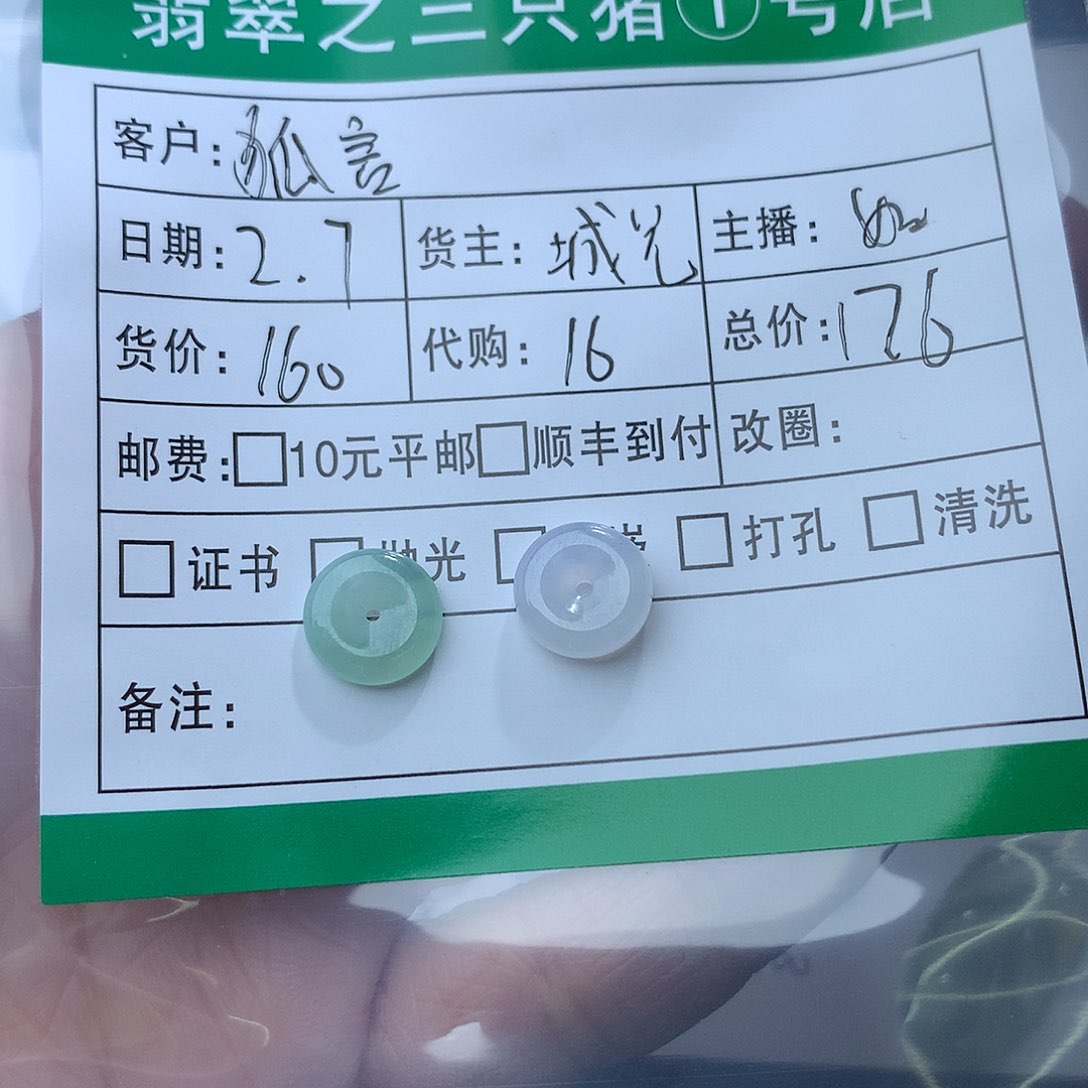 翡翠之三只猪①号店
客户:孤言
日期:2.7 货主:城兄 主播:
货价:160 代购:16 总价:176
邮费:□10元平邮□顺丰到付 改圈:
□证书 □抛光 □ □打孔 □清洗
备注: